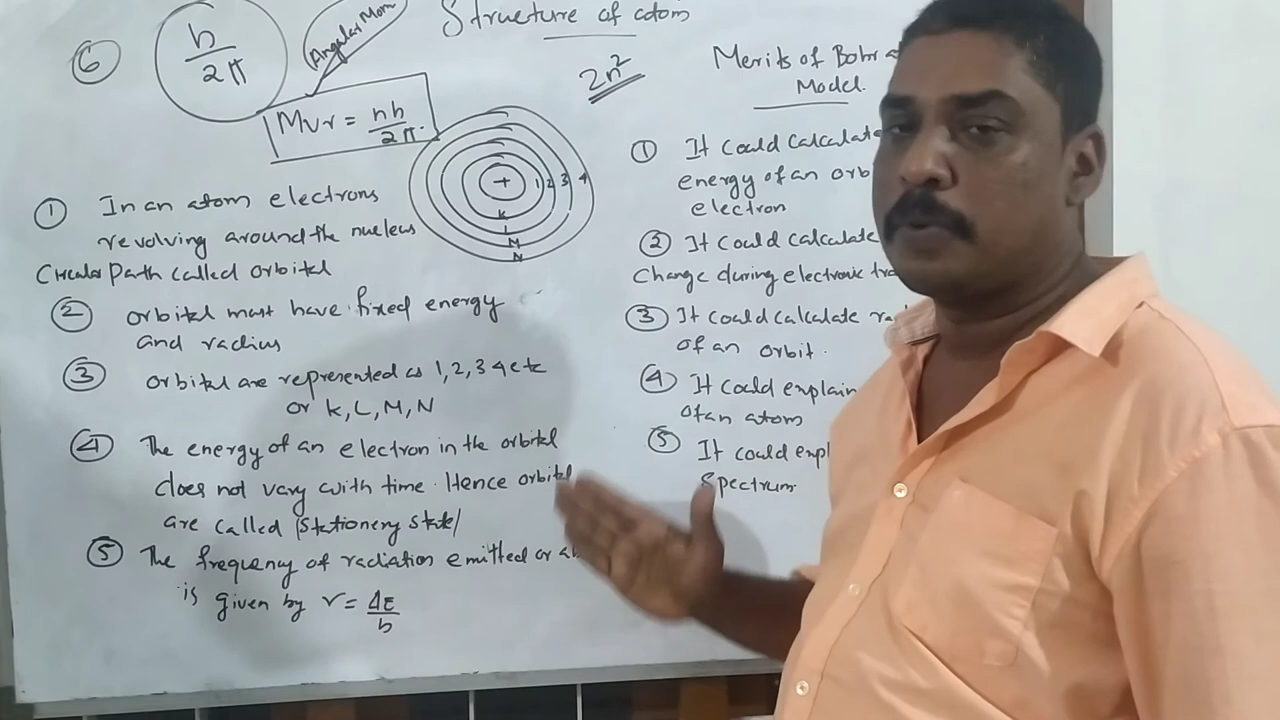 Structure of atom
6
h
2π
Angular Mom
Mvr = nh
2π
2n²
+ 1 2 3 4
K
L
M
N
1 In an atom electrons
revolving around the nucleus
Circular Path called orbital
2 orbital must have fixed energy
and radius
3 orbital are represented as 1, 2, 3 4 etc
or K, L, M, N
4 The energy of an electron in the orbital
does not vary with time. Hence orbital
are called (Stationery state)
5 The frequency of radiation emitted or
is given by ν = ΔE
h
Merits of Bohr
Model.
1 It could calculate
energy of an
electron
2 It could calculate
Change during electronic
3 It could calculate
of an orbit.
4 It could explain
of an atom
5 It could
Spectrum